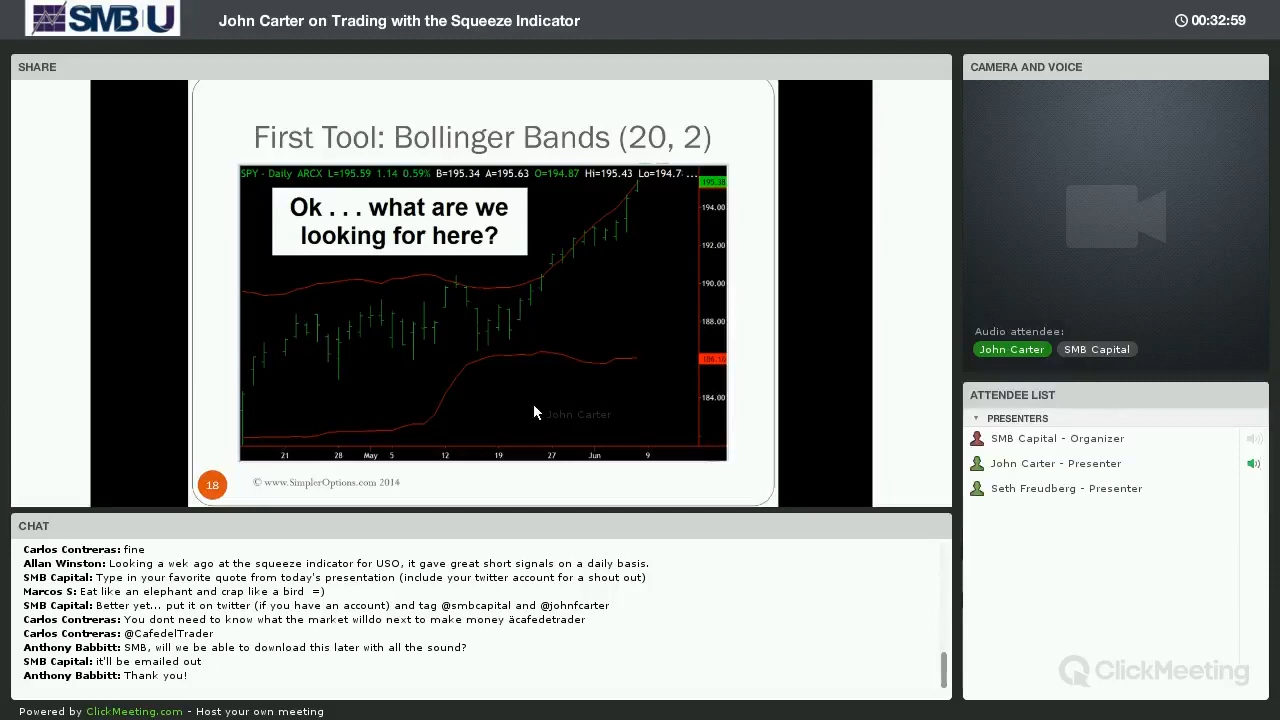 SMB U
John Carter on Trading with the Squeeze Indicator
00:32:59
SHARE
First Tool: Bollinger Bands (20, 2)
SPY - Daily ARCX L=195.59 1.14 0.59% B=195.34 A=195.63 O=194.87 Hi=195.43 Lo=194.7 ...
Ok . . . what are we
looking for here?
194.00
192.00
190.00
188.00
186.10
184.00
John Carter
21 28 May 5 12 19 27 Jun 9
18
© www.SimplerOptions.com 2014
CAMERA AND VOICE
Audio attendee:
John Carter SMB Capital
ATTENDEE LIST
PRESENTERS
SMB Capital - Organizer
John Carter - Presenter
Seth Freudberg - Presenter
CHAT
Carlos Contreras: fine
Allan Winston: Looking a wek ago at the squeeze indicator for USO, it gave great short signals on a daily basis.
SMB Capital: Type in your favorite quote from today's presentation (include your twitter account for a shout out)
Marcos S: Eat like an elephant and crap like a bird =)
SMB Capital: Better yet... put it on twitter (if you have an account) and tag @smbcapital and @johnfcarter
Carlos Contreras: You dont need to know what the market willdo next to make money äcafedetrader
Carlos Contreras: @CafedelTrader
Anthony Babbitt: SMB, will we be able to download this later with all the sound?
SMB Capital: it'll be emailed out
Anthony Babbitt: Thank you!
ClickMeeting
Powered by ClickMeeting.com - Host your own meeting